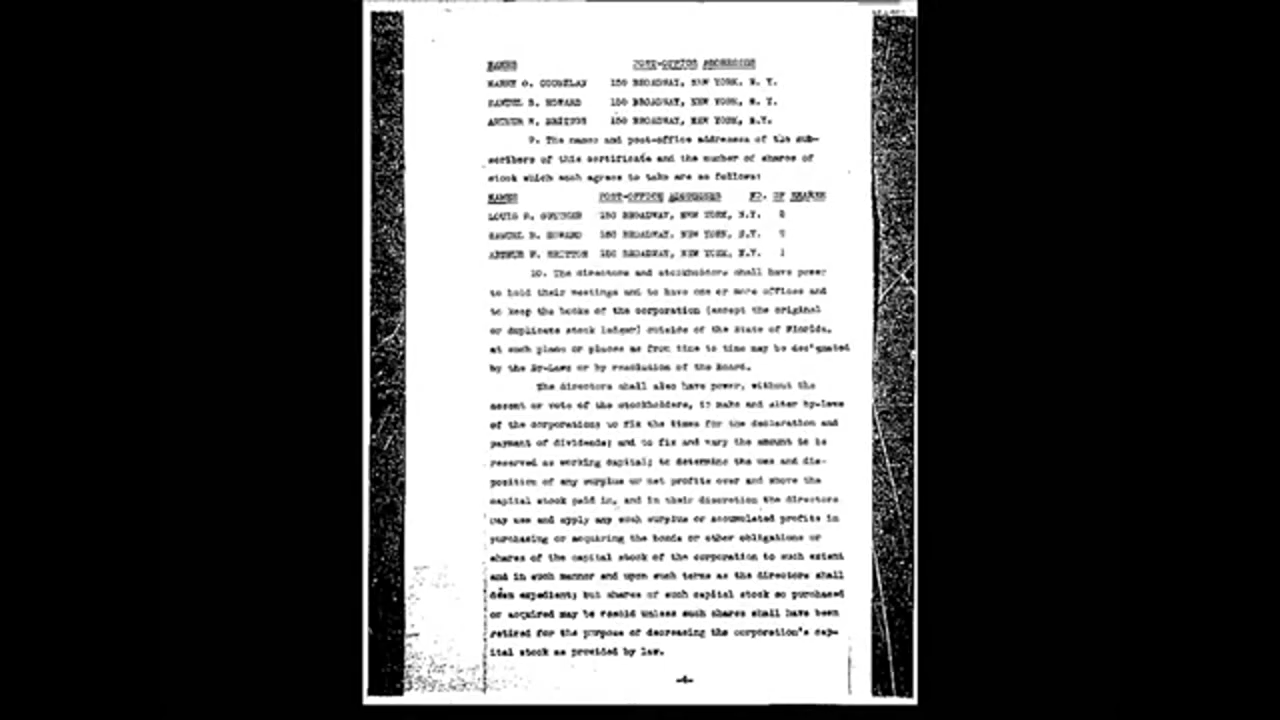 NAMES POST-OFFICE ADDRESSES
HARRY O. 150 BROADWAY, NEW YORK, N. Y.
SAMUEL B. HOWARD 150 BROADWAY, NEW YORK, N. Y.
ARTHUR W. BRITTON 150 BROADWAY, NEW YORK, N.Y.
9. The names and post-office addresses of the sub-
scribers of this certificate and the number of shares of
stock which each agrees to take are as follows:
NAMES POST-OFFICE ADDRESSES NO. OF SHARES
LOUIS 150 BROADWAY, NEW YORK, N.Y.
SAMUEL B. HOWARD 150 BROADWAY, NEW YORK, N.Y.
ARTHUR W. BRITTON 150 BROADWAY, NEW YORK, N.Y. 1
10. The directors and stockholders shall have power
to hold their meetings and to have one or more offices and
to keep the books of the corporation (except the original
or duplicate stock ledger) outside of the State of Florida,
at such place or places as from time to time may be designated
by the By-Laws or by resolution of the Board.
The directors shall also have power, without the
assent or vote of the stockholders, to make and alter by-laws
of the corporation; to fix the times for the declaration and
payment of dividends; and to fix and vary the amount to be
reserved as working capital; to determine the use and dis-
position of any surplus or net profits over and above the
capital stock paid in, and in their discretion the directors
may use and apply any such surplus or accumulated profits in
purchasing or acquiring the bonds or other obligations or
shares of the capital stock of the corporation to such extent
and in such manner and upon such terms as the directors shall
deem expedient; but shares of such capital stock so purchased
or acquired may be resold unless such shares shall have been
retired for the purpose of decreasing the corporation's cap-
ital stock as provided by law.